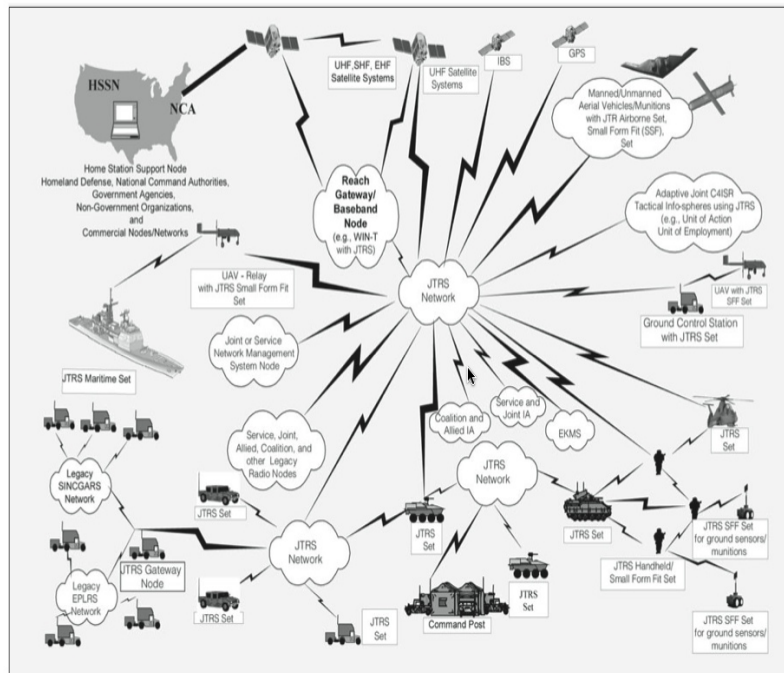 HSSN
NCA
Home Station Support Node
Homeland Defense, National Command Authorities,
Government Agencies,
Non-Government Organizations,
and
Commercial Nodes/Networks
UHF,SHF, EHF
Satellite Systems
UHF Satellite
Systems
IBS
GPS
Manned/Unmanned
Aerial Vehicles/Munitions
with JTR Airborne Set,
Small Form Fit (SSF),
Set
Reach
Gateway/
Baseband
Node
(e.g., WIN-T
with JTRS)
Adaptive Joint C4ISR
Tactical Info-spheres using JTRS
(e.g., Unit of Action
Unit of Employment)
UAV - Relay
with JTRS Small Form Fit
Set
JTRS
Network
UAV with JTRS
SFF Set
Ground Control Station
with JTRS Set
JTRS Maritime Set
Joint or Service
Network Management
System Node
Service, Joint,
Allied, Coalition, and
other Legacy
Radio Nodes
Coalition and
Allied IA
Service and
Joint IA
EKMS
JTRS
Set
Legacy
SINCGARS
Network
JTRS Set
JTRS
Network
JTRS
Set
JTRS
Network
JTRS Set
JTRS SFF Set
for ground sensors/
munitions
JTRS Gateway
Node
Legacy
EPLRS
Network
JTRS Set
JTRS
Set
Command Post
JTRS
Set
JTRS Handheld/
Small Form Fit Set
JTRS SFF Set
for ground sensors/
munitions